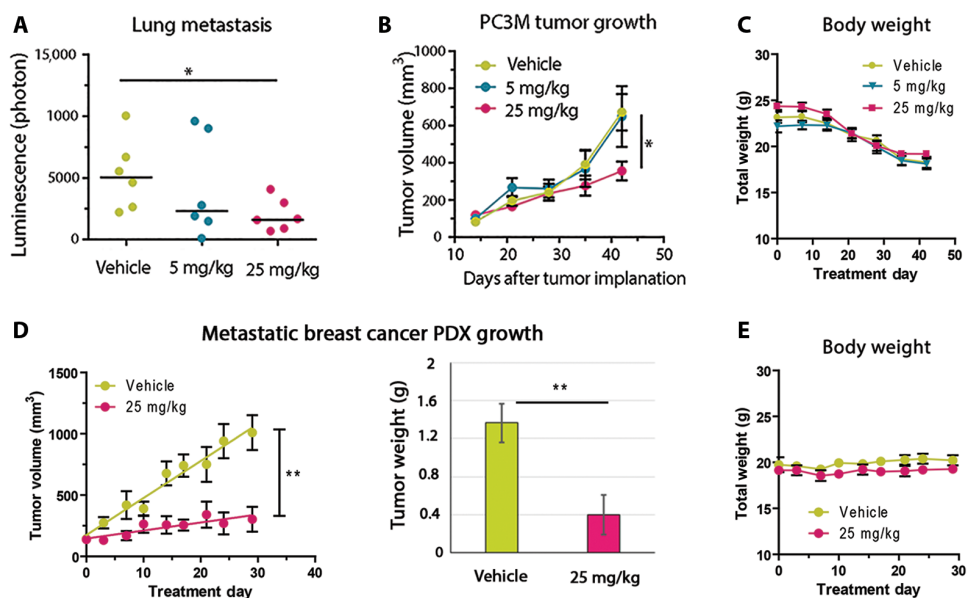 A
Lung metastasis
Luminescence (photon)
15,000
10000
5000
0
*
Vehicle
5 mg/kg
25 mg/kg
B
PC3M tumor growth
Tumor volume (mm3)
1000
800
600
400
200
0
Vehicle
5 mg/kg
25 mg/kg
*
10 20 30 40 50
Days after tumor implanation
C
Body weight
Total weight (g)
30
25
20
15
10
Vehicle
5 mg/kg
25 mg/kg
0 10 20 30 40 50
Treatment day
D
Metastatic breast cancer PDX growth
Tumor volume (mm³)
1500
1000
500
0
Vehicle
25 mg/kg
**
0 10 20 30 40
Treatment day
Tumor weight (g)
2
1.6
1.2
0.8
0.4
0
**
Vehicle
25 mg/kg
E
Body weight
Total weight (g)
30
25
20
15
10
Vehicle
25 mg/kg
0 10 20 30
Treatment day